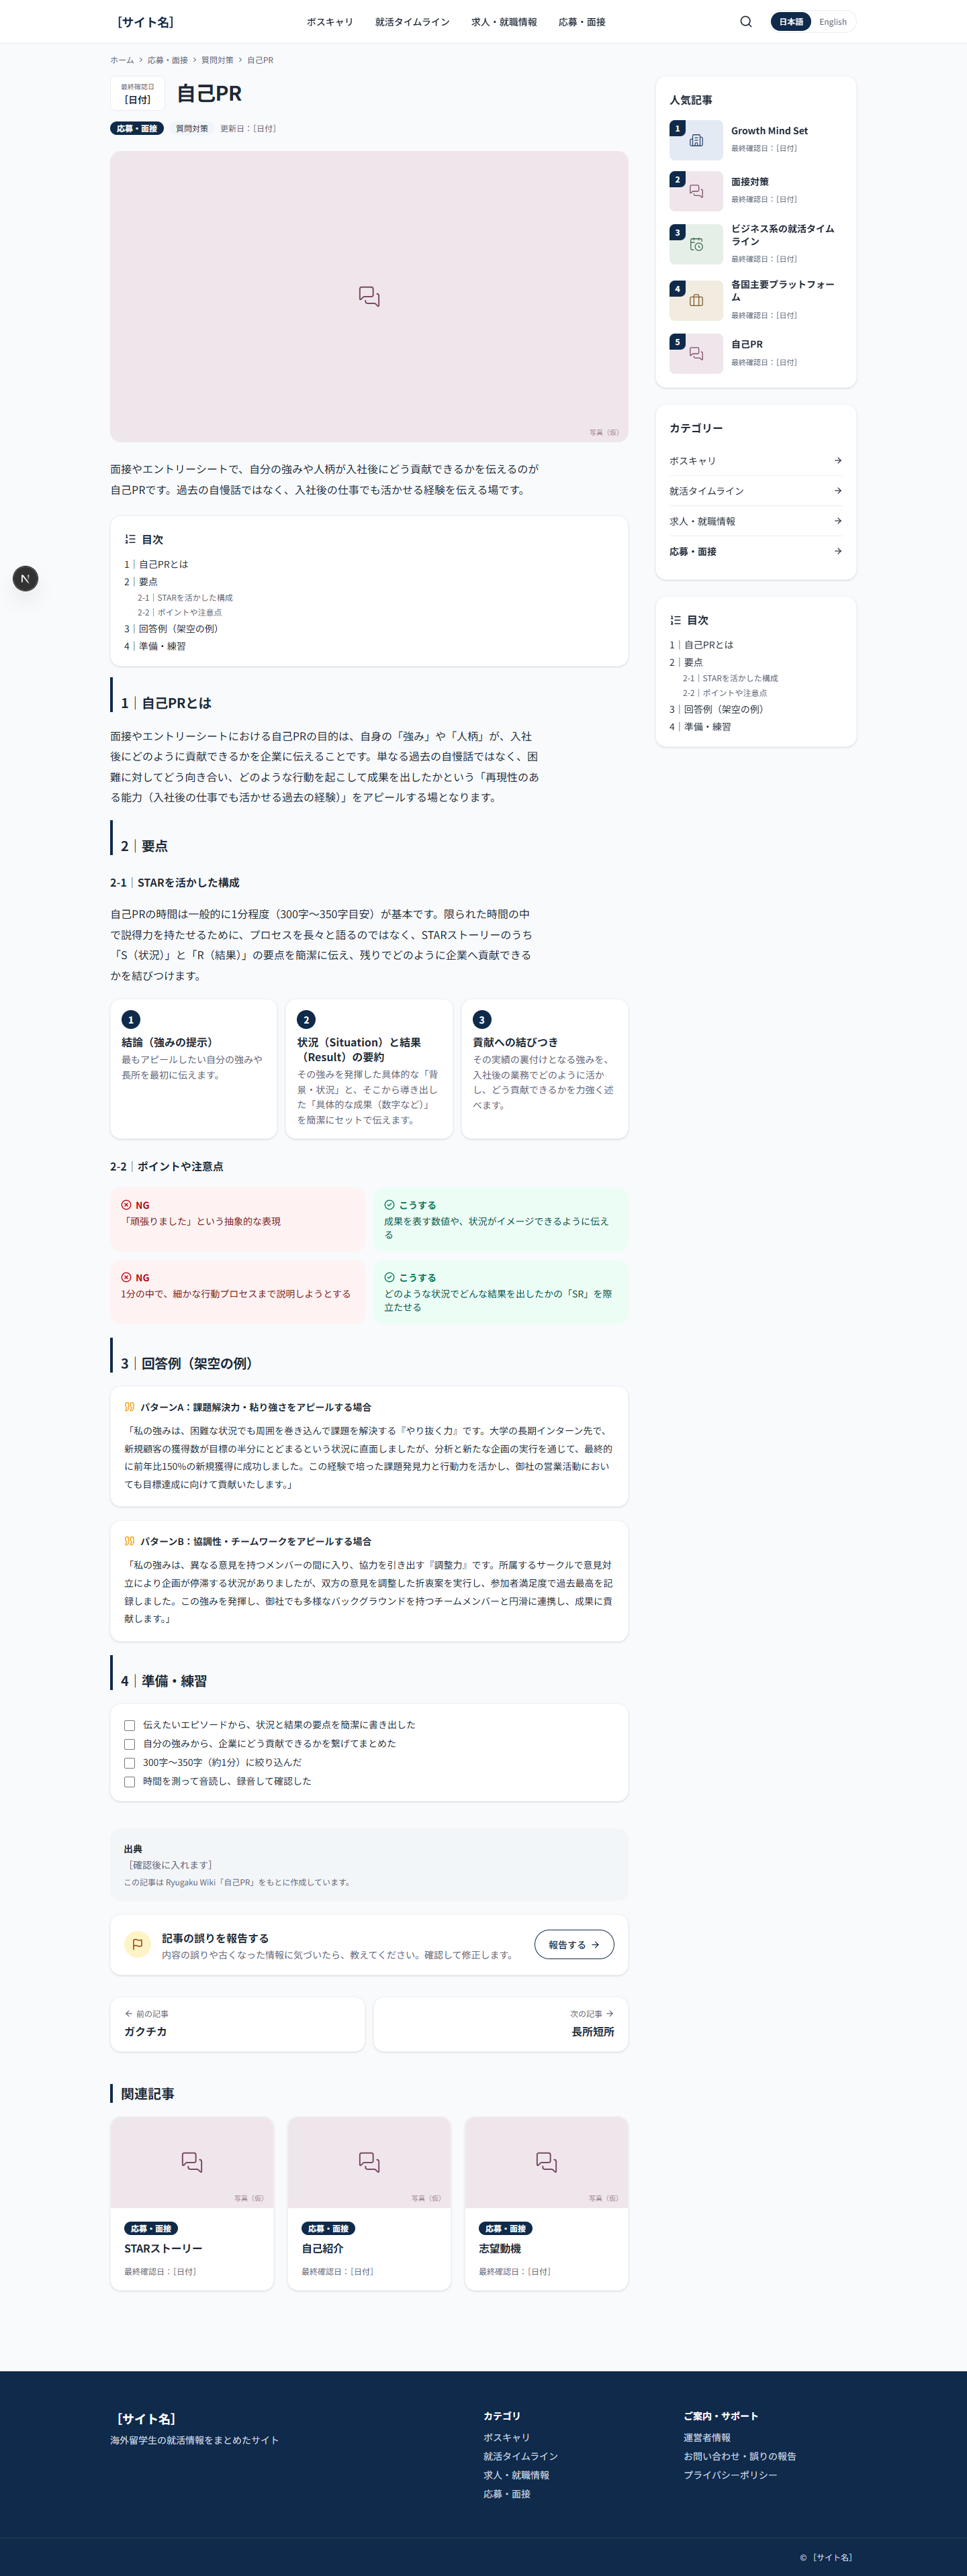 ［サイト名］
ボスキャリ 就活タイムライン 求人・就職情報 応募・面接
日本語 English
ホーム › 応募・面接 › 質問対策 › 自己PR
最終確認日
［日付］
自己PR
応募・面接 質問対策 更新日：［日付］
写真（仮）
面接やエントリーシートで、自分の強みや人柄が入社後にどう貢献できるかを伝えるのが
自己PRです。過去の自慢話ではなく、入社後の仕事でも活かせる経験を伝える場です。
目次
1｜自己PRとは
2｜要点
2-1｜STARを活かした構成
2-2｜ポイントや注意点
3｜回答例（架空の例）
4｜準備・練習
1｜自己PRとは
面接やエントリーシートにおける自己PRの目的は、自身の「強み」や「人柄」が、入社
後にどのように貢献できるかを企業に伝えることです。単なる過去の自慢話ではなく、困
難に対してどう向き合い、どのような行動を起こして成果を出したかという「再現性のあ
る能力（入社後の仕事でも活かせる過去の経験）」をアピールする場となります。
2｜要点
2-1｜STARを活かした構成
自己PRの時間は一般的に1分程度（300字〜350字目安）が基本です。限られた時間の中
で説得力を持たせるために、プロセスを長々と語るのではなく、STARストーリーのうち
「S（状況）」と「R（結果）」の要点を簡潔に伝え、残りでどのように企業へ貢献できる
かを結びつけます。
1
結論（強みの提示）
最もアピールしたい自分の強みや
長所を最初に伝えます。
2
状況（Situation）と結果
（Result）の要約
その強みを発揮した具体的な「背
景・状況」と、そこから導き出し
た「具体的な成果（数字など）」
を簡潔にセットで伝えます。
3
貢献への結びつき
その実績の裏付けとなる強みを、
入社後の業務でどのように活か
し、どう貢献できるかを力強く述
べます。
2-2｜ポイントや注意点
NG
「頑張りました」という抽象的な表現
こうする
成果を表す数値や、状況がイメージできるように伝え
る
NG
1分の中で、細かな行動プロセスまで説明しようとする
こうする
どのような状況でどんな結果を出したかの「SR」を際
立たせる
3｜回答例（架空の例）
パターンA：課題解決力・粘り強さをアピールする場合
「私の強みは、困難な状況でも周囲を巻き込んで課題を解決する『やり抜く力』です。大学の長期インターン先で、
新規顧客の獲得数が目標の半分にとどまるという状況に直面しましたが、分析と新たな企画の実行を通じて、最終的
に前年比150%の新規獲得に成功しました。この経験で培った課題発見力と行動力を活かし、御社の営業活動におい
ても目標達成に向けて貢献いたします。」
パターンB：協調性・チームワークをアピールする場合
「私の強みは、異なる意見を持つメンバーの間に入り、協力を引き出す『調整力』です。所属するサークルで意見対
立により企画が停滞する状況がありましたが、双方の意見を調整した折衷案を実行し、参加者満足度で過去最高を記
録しました。この強みを発揮し、御社でも多様なバックグラウンドを持つチームメンバーと円滑に連携し、成果に貢
献します。」
4｜準備・練習
伝えたいエピソードから、状況と結果の要点を簡潔に書き出した
自分の強みから、企業にどう貢献できるかを繋げてまとめた
300字〜350字（約1分）に絞り込んだ
時間を測って音読し、録音して確認した
出典
［確認後に入れます］
この記事は Ryugaku Wiki「自己PR」をもとに作成しています。
記事の誤りを報告する
内容の誤りや古くなった情報に気づいたら、教えてください。確認して修正します。
報告する →
← 前の記事
ガクチカ
次の記事 →
長所短所
関連記事
写真（仮）
応募・面接
STARストーリー
最終確認日：［日付］
写真（仮）
応募・面接
自己紹介
最終確認日：［日付］
写真（仮）
応募・面接
志望動機
最終確認日：［日付］
人気記事
1
Growth Mind Set
最終確認日：［日付］
2
面接対策
最終確認日：［日付］
3
ビジネス系の就活タイム
ライン
最終確認日：［日付］
4
各国主要プラットフォー
ム
最終確認日：［日付］
5
自己PR
最終確認日：［日付］
カテゴリー
ボスキャリ →
就活タイムライン →
求人・就職情報 →
応募・面接 →
目次
1｜自己PRとは
2｜要点
2-1｜STARを活かした構成
2-2｜ポイントや注意点
3｜回答例（架空の例）
4｜準備・練習
N
［サイト名］
海外留学生の就活情報をまとめたサイト
カテゴリ
ボスキャリ
就活タイムライン
求人・就職情報
応募・面接
ご案内・サポート
運営者情報
お問い合わせ・誤りの報告
プライバシーポリシー
© ［サイト名］